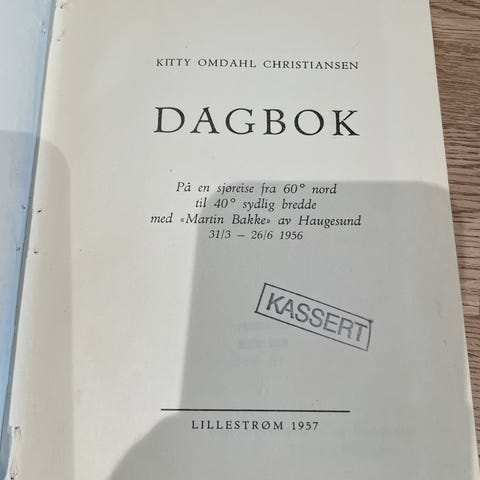 KITTY OMDAHL CHRISTIANSEN
DAGBOK
På en sjøreise fra 60° nord
til 40° sydlig bredde
med «Martin Bakke» av Haugesund
31/3 – 26/6 1956
KASSERT
LILLESTRØM 1957